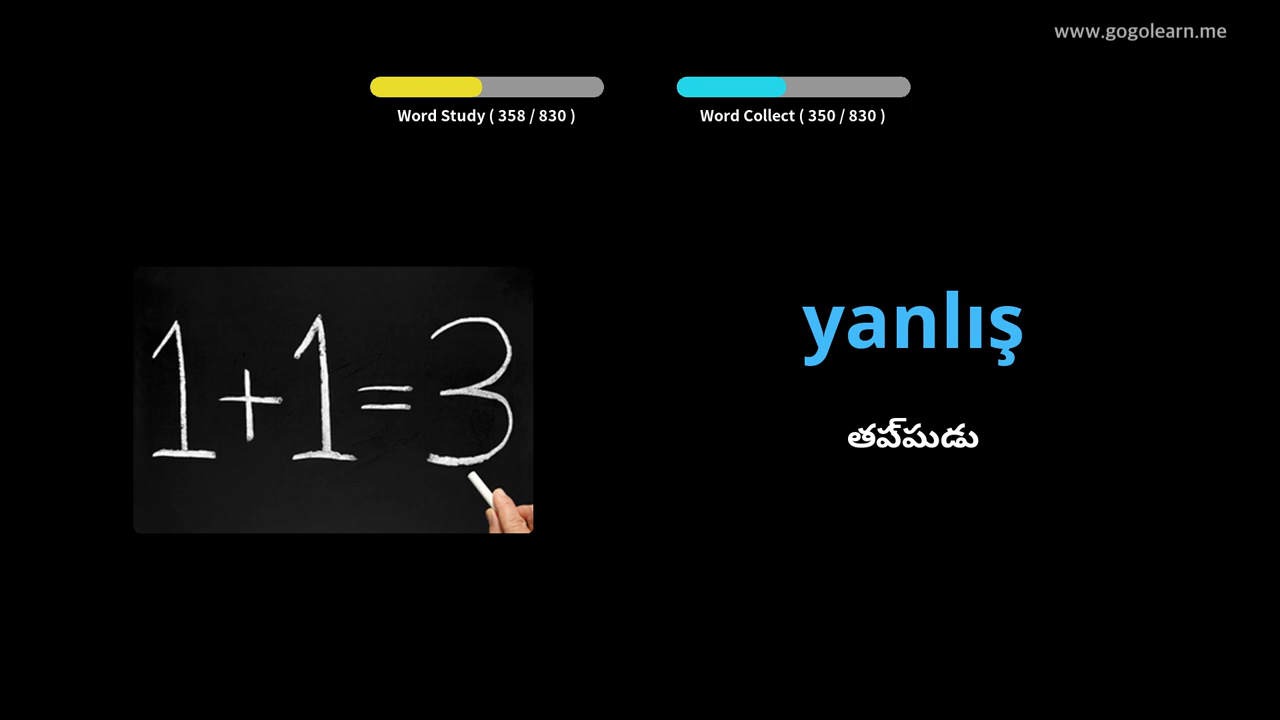 www.gogolearn.me
Word Study ( 358 / 830 )
Word Collect ( 350 / 830 )
1+1=3
yanlış
తప్పుడు